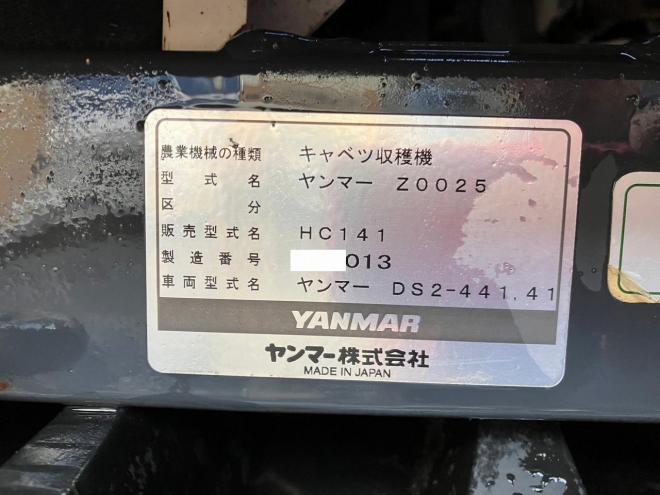 農業機械の種類 キャベツ収穫機
型式名 ヤンマー Z0025
区分
販売型式名 HC141
製造番号 013
車両型式名 ヤンマー DS2-441,41
YANMAR
ヤンマー株式会社
MADE IN JAPAN